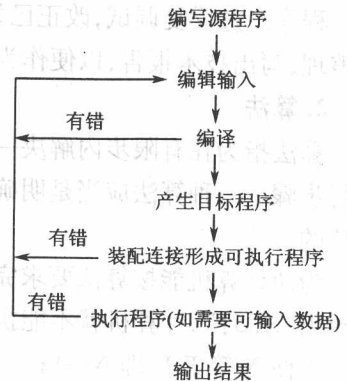 编写源程序
编辑输入
有错
编译
产生目标程序
有错
装配连接形成可执行程序
有错
执行程序(如需要可输入数据)
输出结果